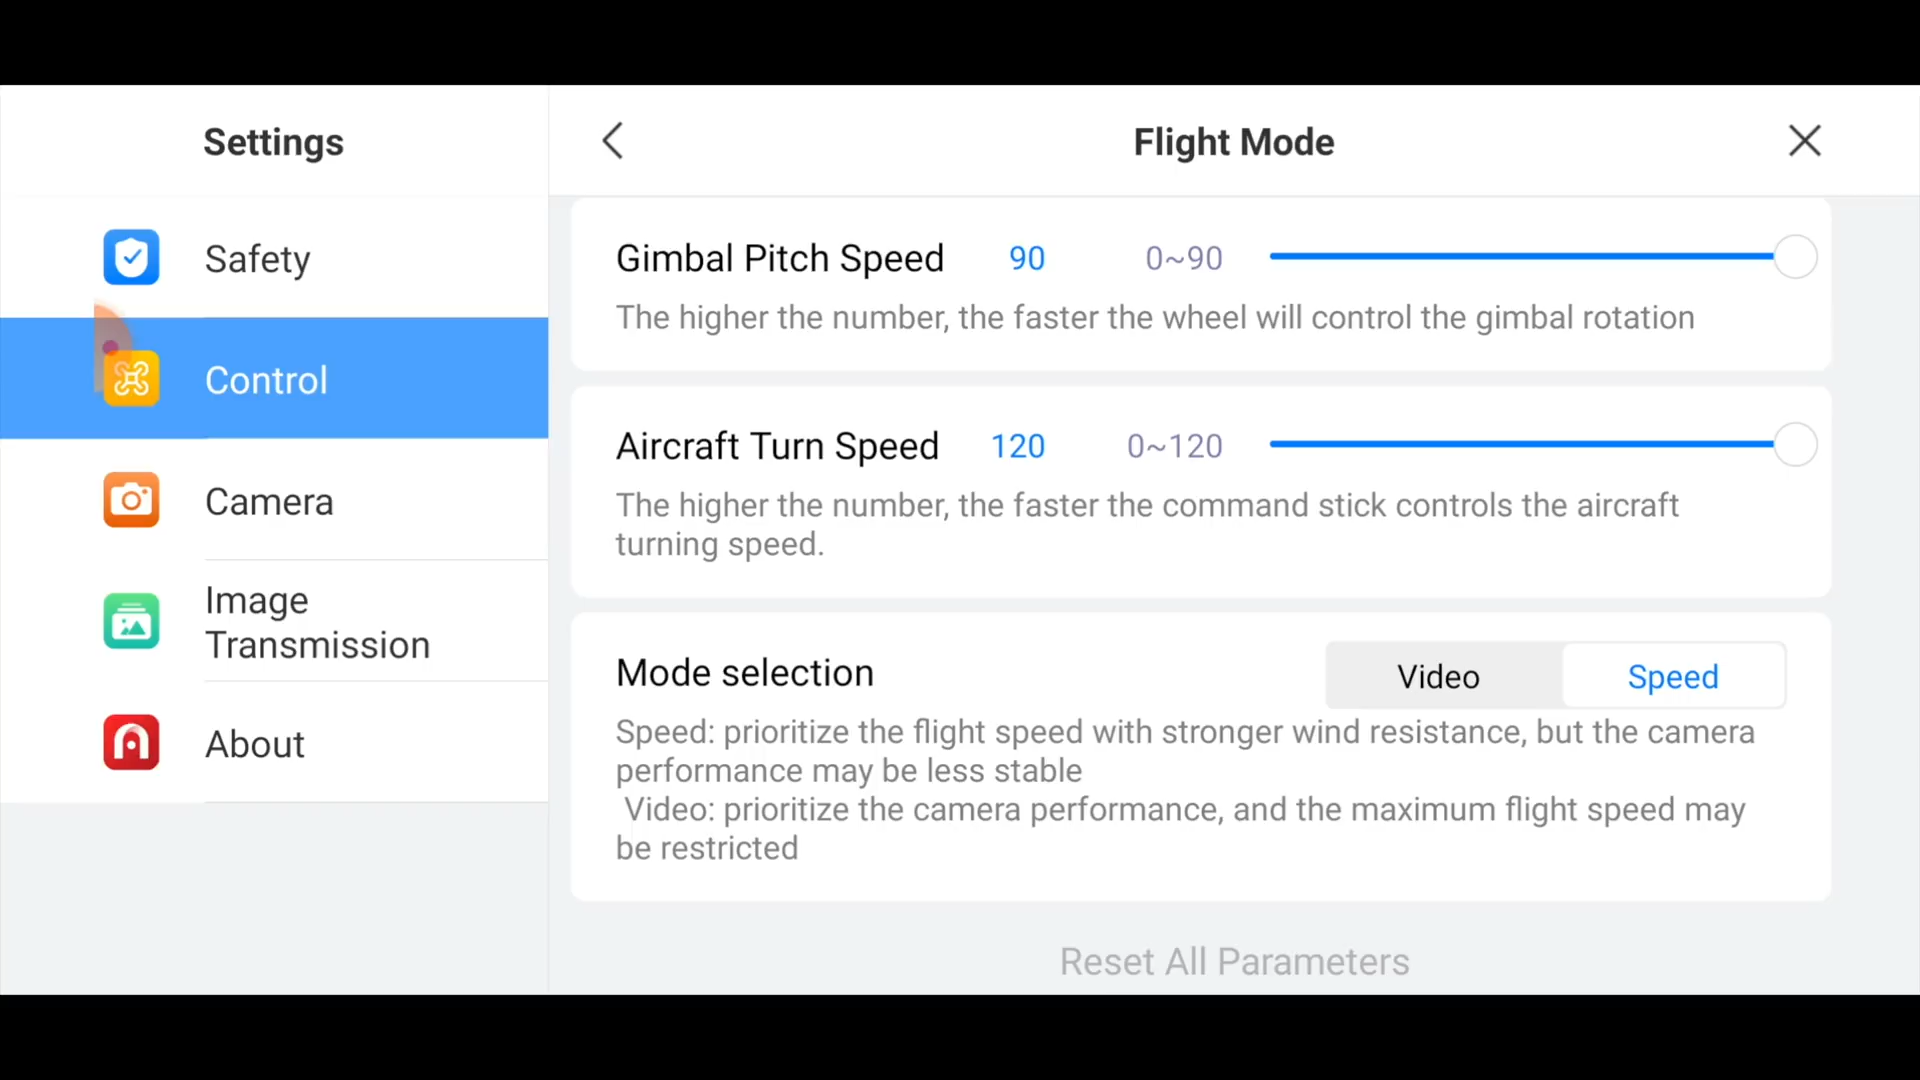 Settings
Safety
Control
Camera
Image
Transmission
About
Flight Mode
Gimbal Pitch Speed 90 0~90
The higher the number, the faster the wheel will control the gimbal rotation
Aircraft Turn Speed 120 0~120
The higher the number, the faster the command stick controls the aircraft
turning speed.
Mode selection Video Speed
Speed: prioritize the flight speed with stronger wind resistance, but the camera
performance may be less stable
Video: prioritize the camera performance, and the maximum flight speed may
be restricted
Reset All Parameters